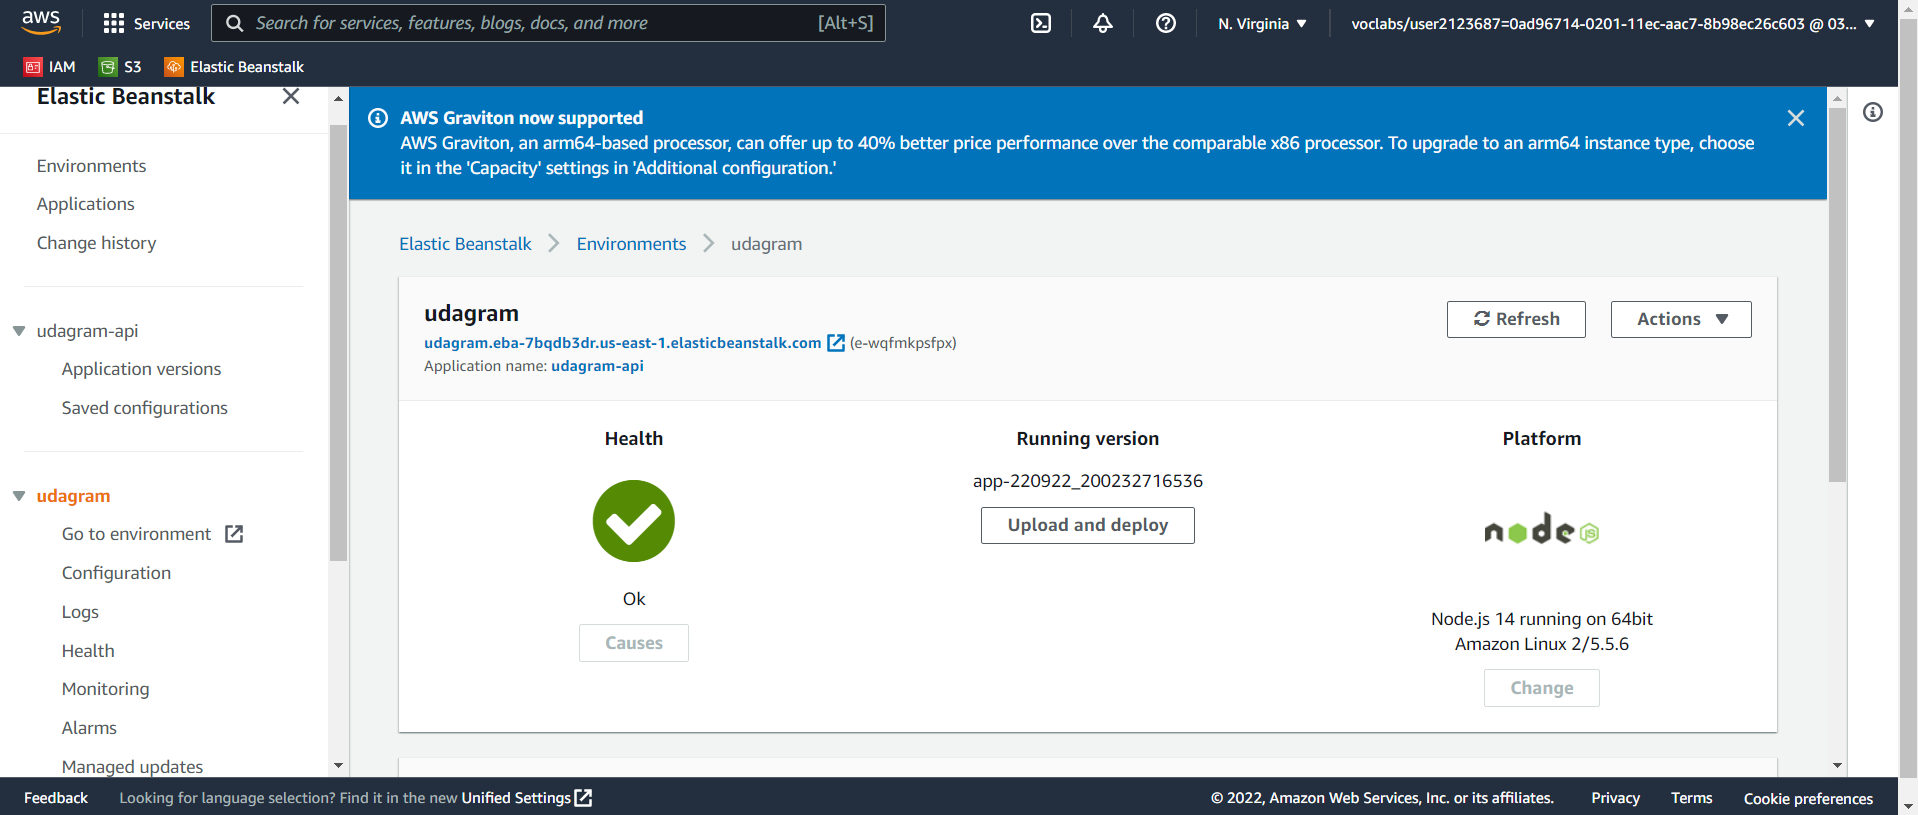 aws
Services
Search for services, features, blogs, docs, and more
[Alt+S]
N. Virginia
voclabs/user2123687=0ad96714-0201-11ec-aac7-8b98ec26c603 @ 03...
IAM
S3
Elastic Beanstalk
Elastic Beanstalk
Environments
Applications
Change history
udagram-api
Application versions
Saved configurations
udagram
Go to environment
Configuration
Logs
Health
Monitoring
Alarms
Managed updates
AWS Graviton now supported
AWS Graviton, an arm64-based processor, can offer up to 40% better price performance over the comparable x86 processor. To upgrade to an arm64 instance type, choose
it in the 'Capacity' settings in 'Additional configuration.'
Elastic Beanstalk
Environments
udagram
udagram
udagram.eba-7bqdb3dr.us-east-1.elasticbeanstalk.com (e-wqfmkpsfpx)
Application name: udagram-api
Refresh
Actions
Health
Ok
Causes
Running version
app-220922_200232716536
Upload and deploy
Platform
node JS
Node.js 14 running on 64bit
Amazon Linux 2/5.5.6
Change
Feedback
Looking for language selection? Find it in the new Unified Settings
© 2022, Amazon Web Services, Inc. or its affiliates.
Privacy
Terms
Cookie preferences